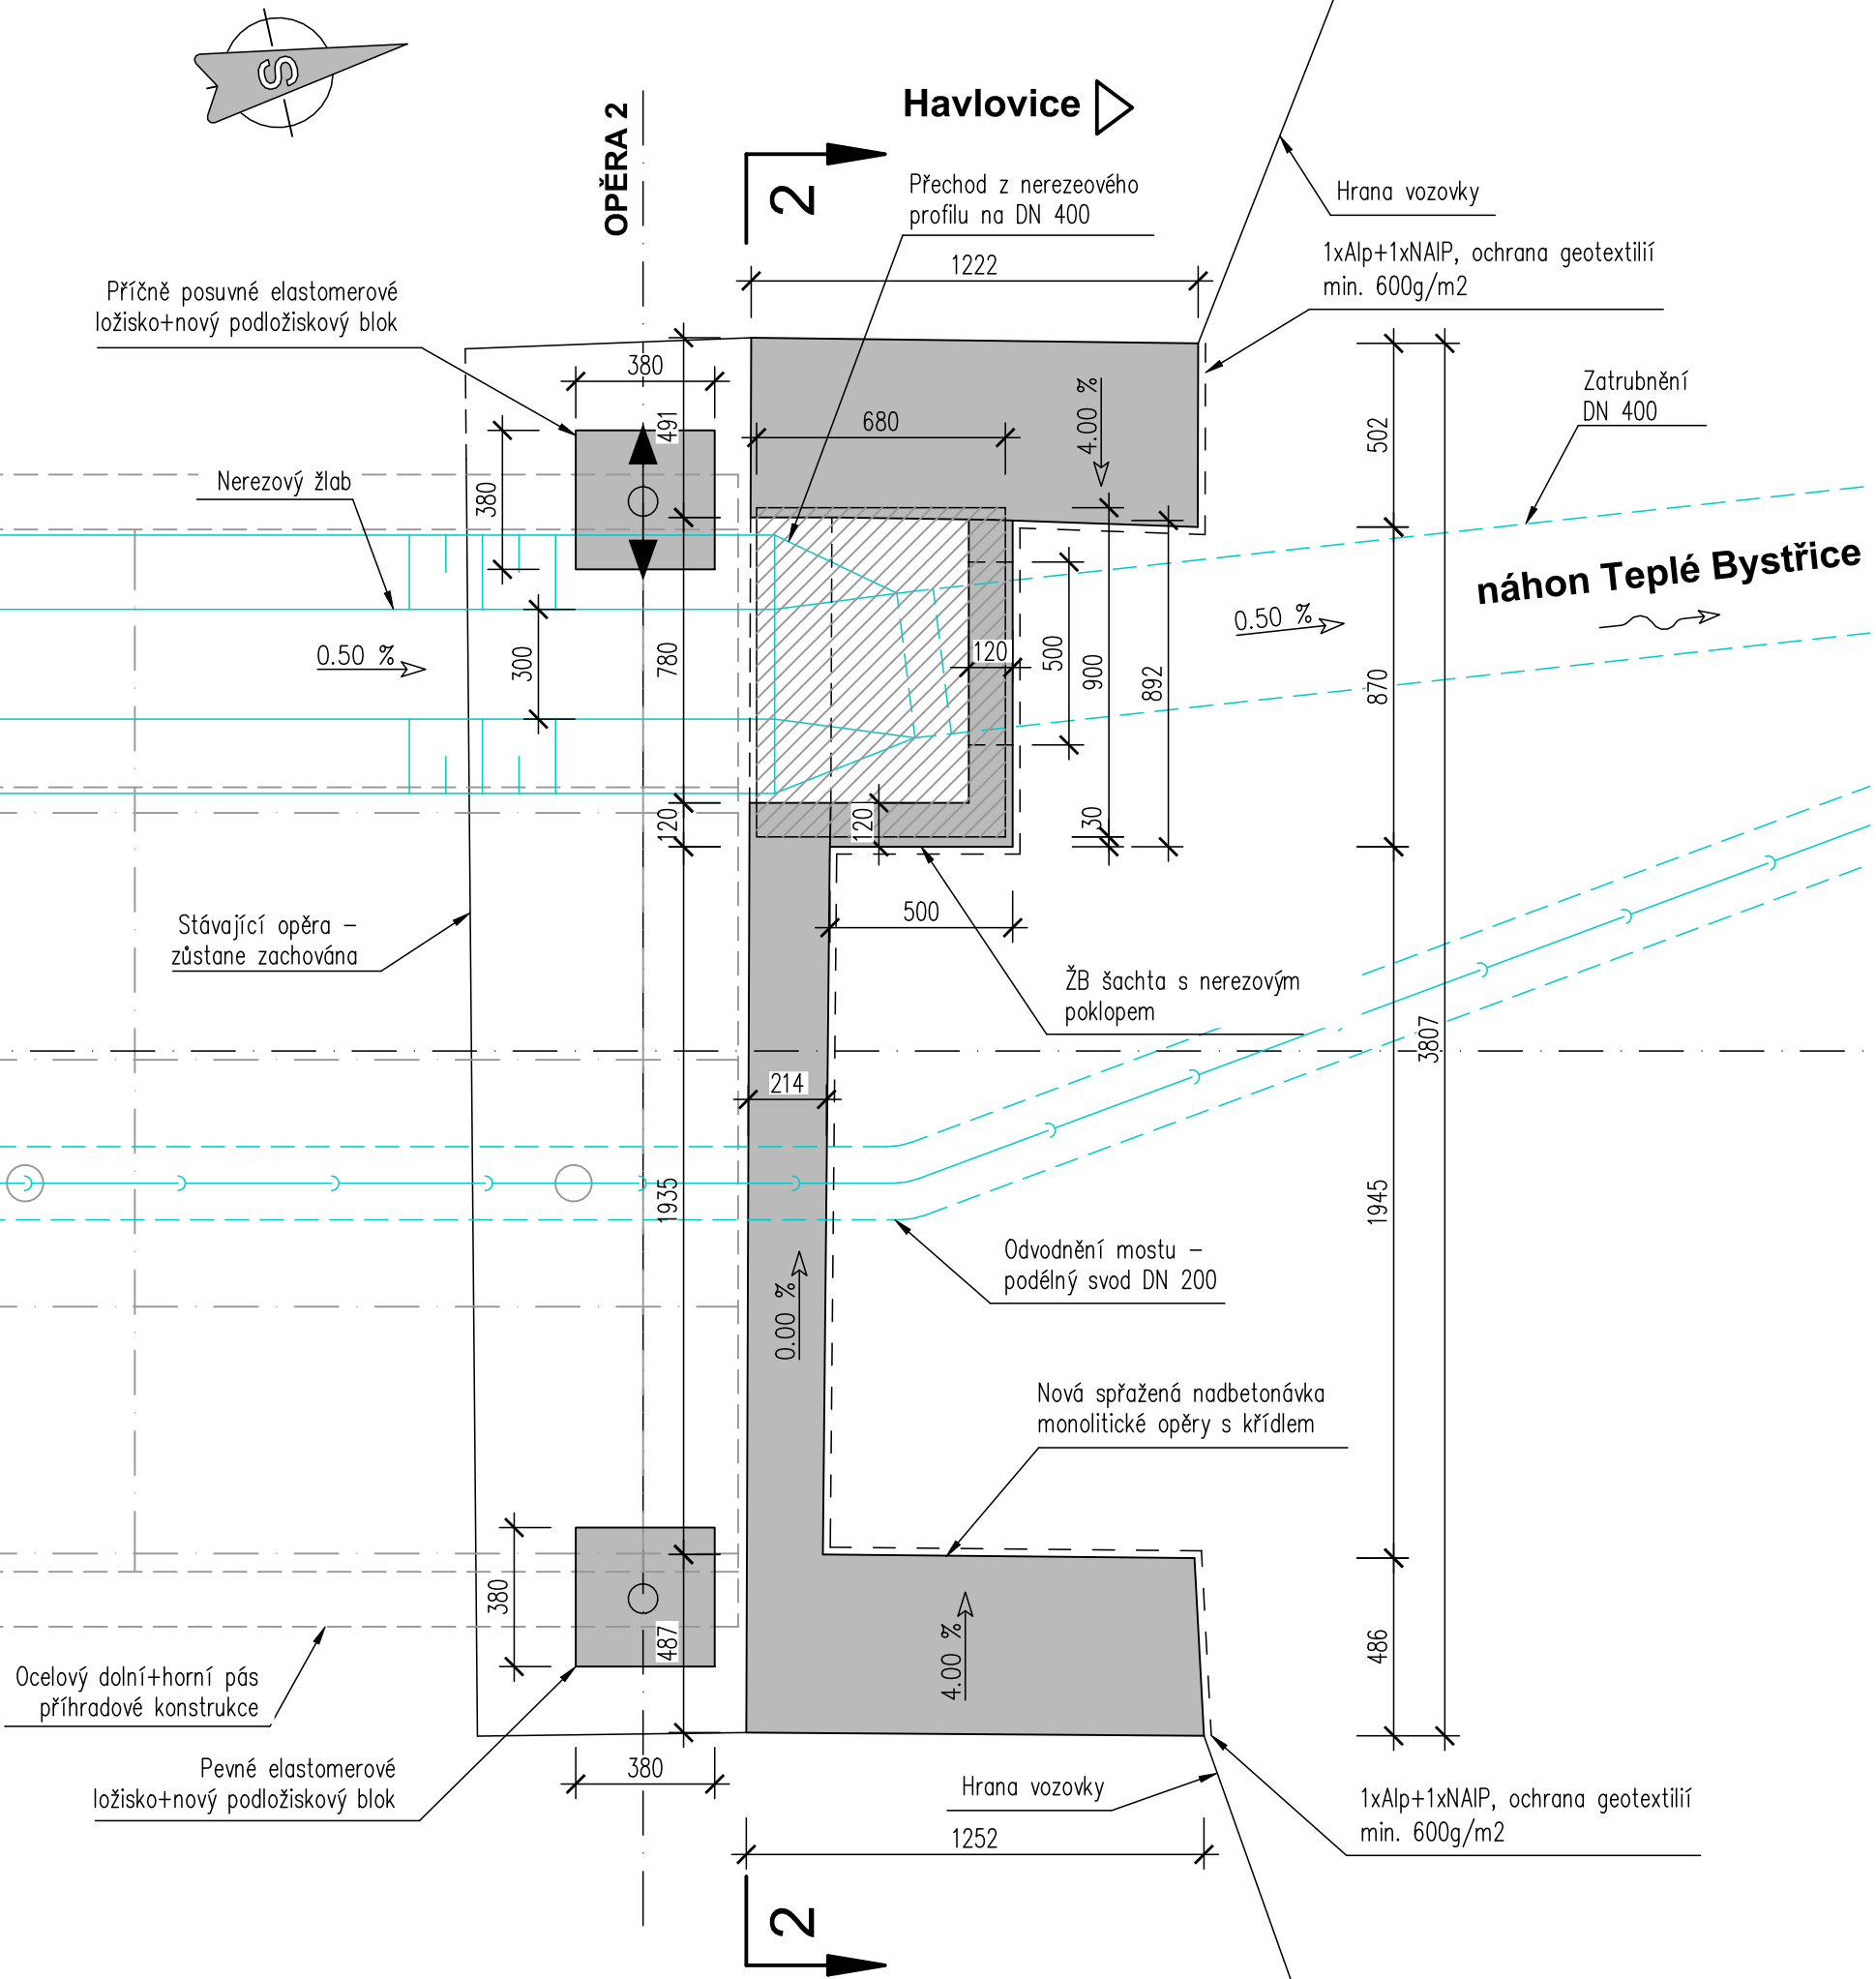 S
OPĚRA 2
Havlovice
2
Přechod z nerezeového
profilu na DN 400
Hrana vozovky
1xAlp+1xNAIP, ochrana geotextilií
min. 600g/m2
1222
Příčně posuvné elastomerové
ložisko+nový podložiskový blok
380
491
680
4.00 %
502
Zatrubnění
DN 400
Nerezový žlab
380
náhon Teplé Bystřice
0.50 %
0.50 %
300
780
120
500
900
892
870
120
120
30
500
Stávající opěra –
zůstane zachována
ŽB šachta s nerezovým
poklopem
3807
214
1935
1945
Odvodnění mostu –
podélný svod DN 200
0.00 %
Nová spřažená nadbetonávka
monolitické opěry s křídlem
380
487
4.00 %
486
Ocelový dolní+horní pás
příhradové konstrukce
Pevné elastomerové
ložisko+nový podložiskový blok
380
Hrana vozovky
1xAlp+1xNAIP, ochrana geotextilií
min. 600g/m2
1252
2